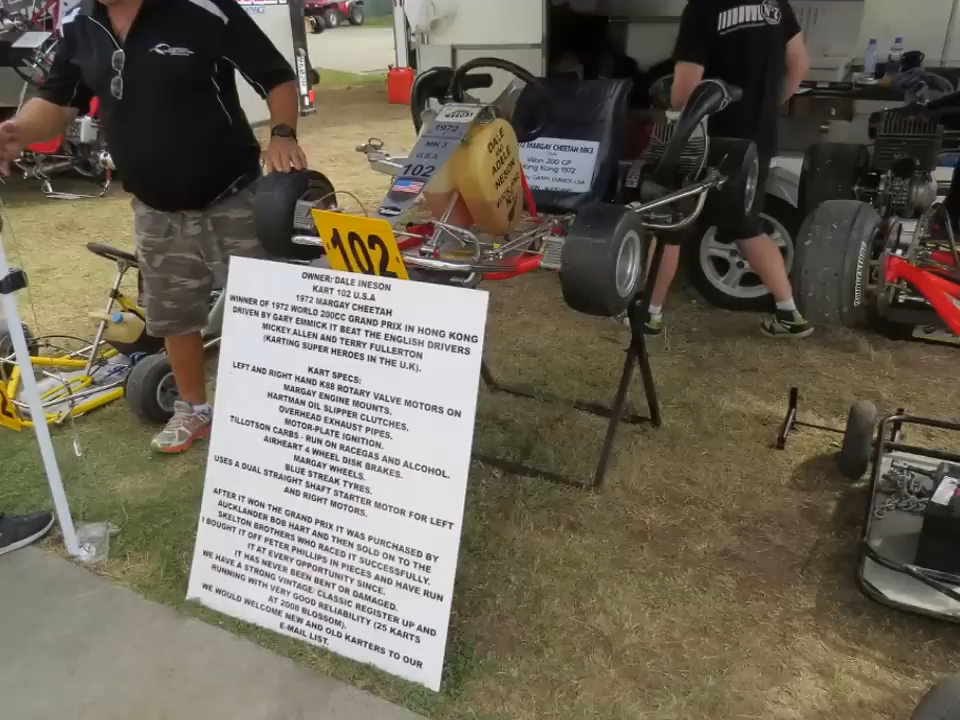 1972
MK 3
U.S.A
102
DALE
AND
ADELE
INESON
12 MARGAY CHEETAH MK3
Won 200 GP
Hong Kong 1972
102
OWNER: DALE INESON
KART 102 U.S.A
1972 MARGAY CHEETAH
WINNER OF 1972 WORLD 200CC GRAND PRIX IN HONG KONG
DRIVEN BY GARY EMMICK IT BEAT THE ENGLISH DRIVERS
MICKEY ALLEN AND TERRY FULLERTON
(KARTING SUPER HEROES IN THE U.K).
KART SPECS:
LEFT AND RIGHT HAND K88 ROTARY VALVE MOTORS ON
MARGAY ENGINE MOUNTS.
HARTMAN OIL SLIPPER CLUTCHES.
OVERHEAD EXHAUST PIPES.
MOTOR-PLATE IGNITION.
TILLOTSON CARBS - RUN ON RACEGAS AND ALCOHOL.
AIRHEART 4 WHEEL DISK BRAKES.
MARGAY WHEELS.
BLUE STREAK TYRES.
USES A DUAL STRAIGHT SHAFT STARTER MOTOR FOR LEFT
AND RIGHT MOTORS.
AFTER IT WON THE GRAND PRIX IT WAS PURCHASED BY
AUCKLANDER BOB HART AND THEN SOLD ON TO THE
SKELTON BROTHERS WHO RACED IT SUCCESSFULLY.
I BOUGHT IT OFF PETER PHILLIPS IN PIECES AND HAVE RUN
IT AT EVERY OPPORTUNITY SINCE.
IT HAS NEVER BEEN BENT OR DAMAGED.
WE HAVE A STRONG VINTAGE/CLASSIC REGISTER UP AND
RUNNING WITH VERY GOOD RELIABILITY (25 KARTS
AT 2008 BLOSSOM).
WE WOULD WELCOME NEW AND OLD KARTERS TO OUR
E-MAIL LIST.